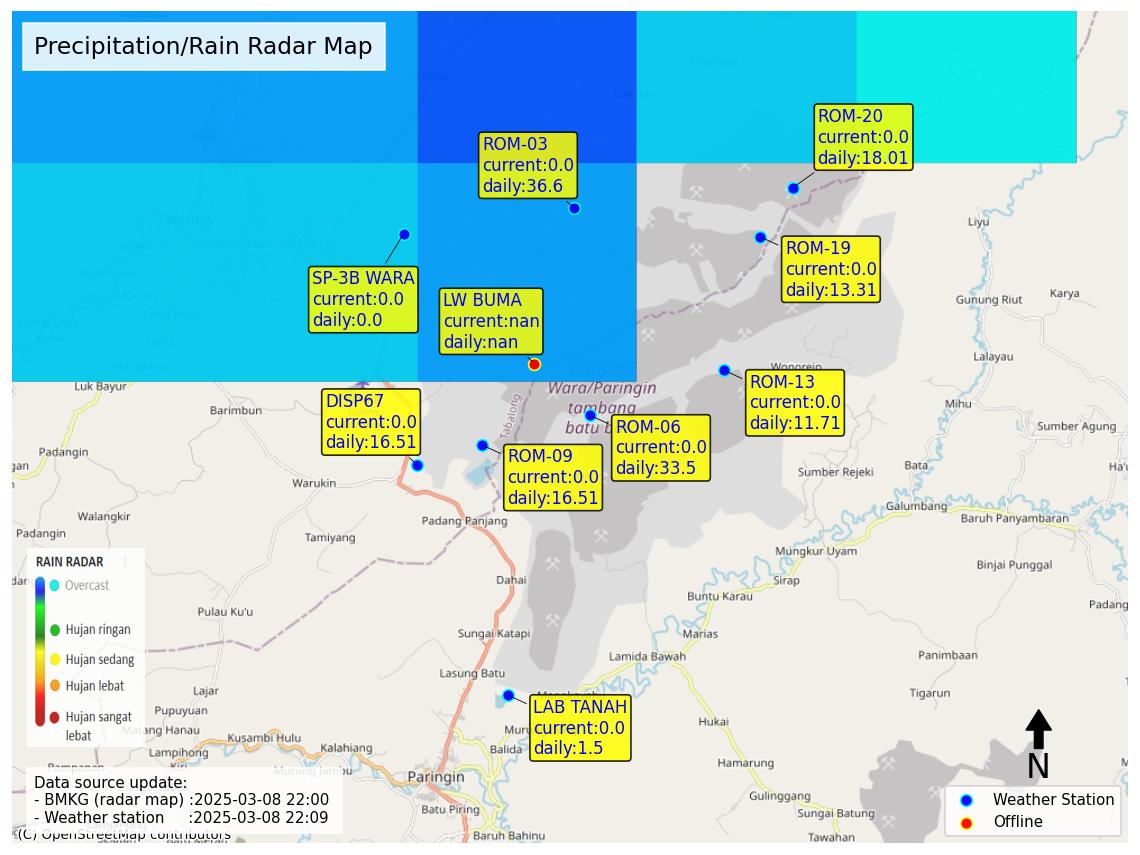 Precipitation/Rain Radar Map
ROM-20
current:0.0
daily:18.01
ROM-03
current:0.0
daily:36.6
Tanjung
Liyu
ROM-19
current:0.0
daily:13.31
SP-3B WARA
current:0.0
daily:0.0
LW BUMA
current:nan
daily:nan
Gunung Riut
Karya
Lalayau
Luk Bayur
Wonorejo
Wara/Paringin
tambang
batu b
Tabalong
ROM-13
current:0.0
daily:11.71
DISP67
current:0.0
daily:16.51
Barimbun
Mihu
ROM-06
current:0.0
daily:33.5
Sumber Agung
Padangin
ROM-09
current:0.0
daily:16.51
Bata
Sumber Rejeki
Warukin
Galumbang
Baruh Panyambaran
Walangkir
Padang Panjang
Padangin
Tamiyang
Mungkur Uyam
Binjai Punggal
RAIN RADAR
Overcast
Hujan ringan
Hujan sedang
Hujan lebat
Hujan sangat
lebat
Dahai
Sirap
Buntu Karau
Padang
Pulau Ku'u
Sungai Katapi
Marias
Lamida Bawah
Panimbaan
Lasung Batu
Lajar
Tigarun
Pupuyuan
LAB TANAH
current:0.0
daily:1.5
Hukai
Matang Hanau
Kusambi Hulu
Kalahiang
Balida
Lampihong
Hamarung
Murung Jambu
Paringin
N
Gulinggang
Batu Piring
Sungai Batung
Baruh Bahinu
Tawahan
Data source update:
- BMKG (radar map) :2025-03-08 22:00
- Weather station :2025-03-08 22:09
(C) OpenStreetMap contributors
Weather Station
Offline